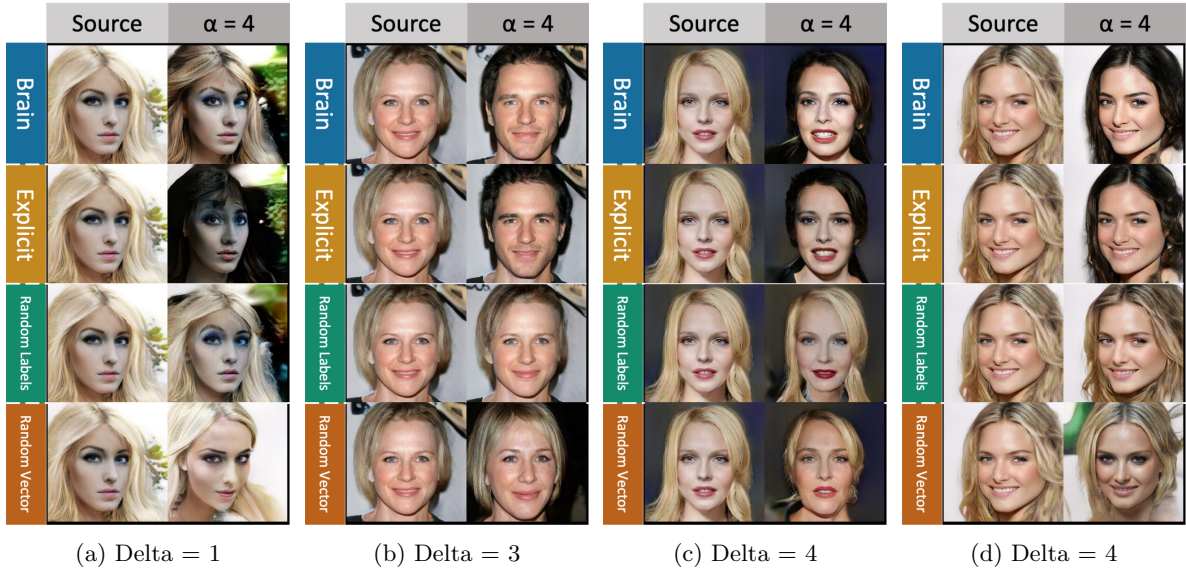 Source α = 4
Brain
Explicit
Random Labels
Random Vector
(a) Delta = 1
Source α = 4
Brain
Explicit
Random Labels
Random Vector
(b) Delta = 3
Source α = 4
Brain
Explicit
Random Labels
Random Vector
(c) Delta = 4
Source α = 4
Brain
Explicit
Random Labels
Random Vector
(d) Delta = 4